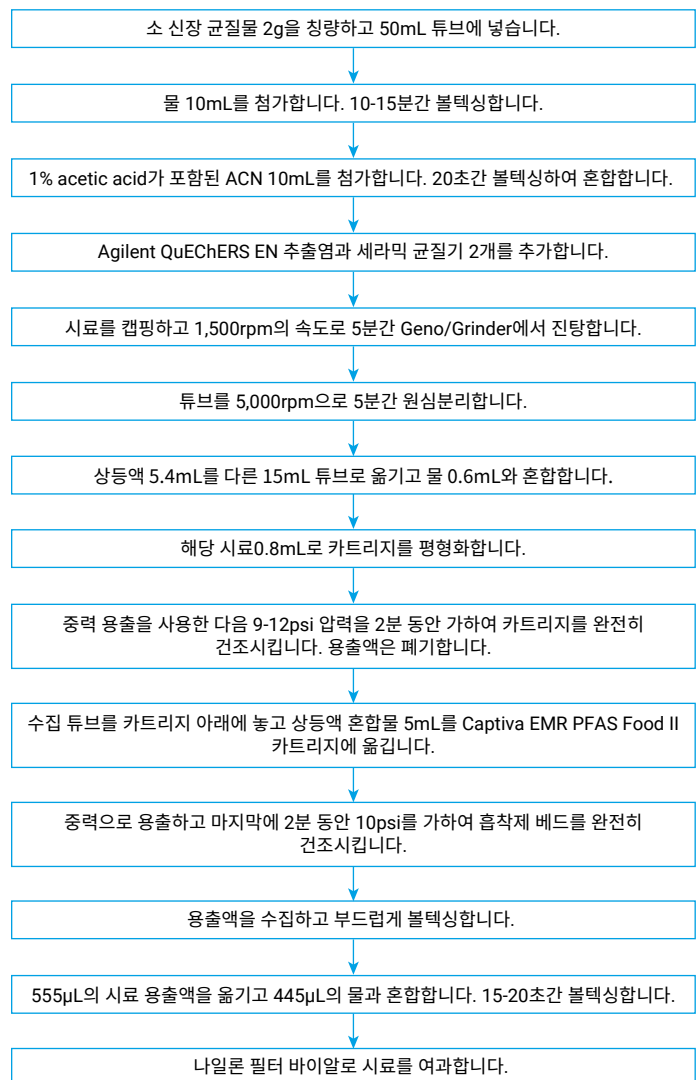 소 신장 균질물 2g을 칭량하고 50mL 튜브에 넣습니다.
물 10mL를 첨가합니다. 10-15분간 볼텍싱합니다.
1% acetic acid가 포함된 ACN 10mL를 첨가합니다. 20초간 볼텍싱하여 혼합합니다.
Agilent QuEChERS EN 추출염과 세라믹 균질기 2개를 추가합니다.
시료를 캡핑하고 1,500rpm의 속도로 5분간 Geno/Grinder에서 진탕합니다.
튜브를 5,000rpm으로 5분간 원심분리합니다.
상등액 5.4mL를 다른 15mL 튜브로 옮기고 물 0.6mL와 혼합합니다.
해당 시료0.8mL로 카트리지를 평형화합니다.
중력 용출을 사용한 다음 9-12psi 압력을 2분 동안 가하여 카트리지를 완전히
건조시킵니다. 용출액은 폐기합니다.
수집 튜브를 카트리지 아래에 놓고 상등액 혼합물 5mL를 Captiva EMR PFAS Food II
카트리지에 옮깁니다.
중력으로 용출하고 마지막에 2분 동안 10psi를 가하여 흡착제 베드를 완전히
건조시킵니다.
용출액을 수집하고 부드럽게 볼텍싱합니다.
555µL의 시료 용출액을 옮기고 445µL의 물과 혼합합니다. 15-20초간 볼텍싱합니다.
나일론 필터 바이알로 시료를 여과합니다.